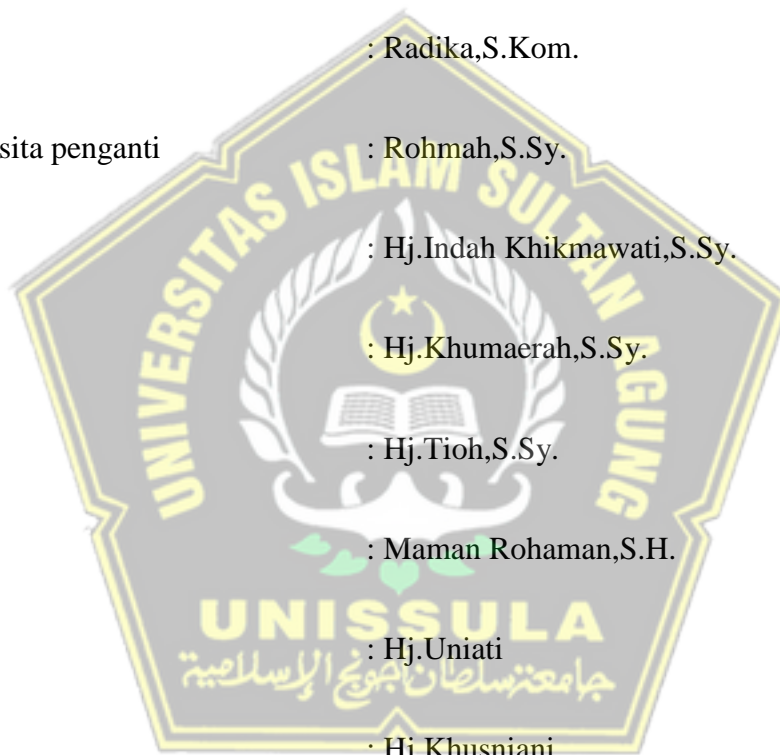 : Radika,S.Kom.
sita penganti : Rohmah,S.Sy.
UNIVERSITAS ISLAM SULTAN AGUNG
: Hj.Indah Khikmawati,S.Sy.
: Hj.Khumaerah,S.Sy.
: Hj.Tioh,S.Sy.
: Maman Rohaman,S.H.
UNISSULA
: Hj.Uniati
جامعة سلطان أجونج الإسلامية
: Hj.Khusniani